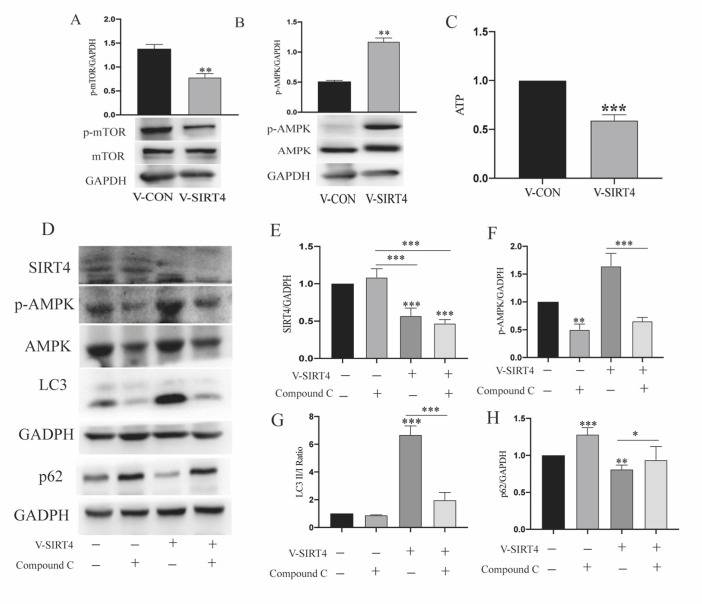 A
p-mTOR/GAPDH
2.0
1.5
1.0
0.5
0.0
**
p-mTOR
mTOR
GAPDH
V-CON V-SIRT4
B
p-AMPK/GAPDH
1.5
1.0
0.5
0.0
**
p-AMPK
AMPK
GAPDH
V-CON V-SIRT4
C
ATP
1.5
1.0
0.5
0.0
***
V-CON V-SIRT4
D
SIRT4
p-AMPK
AMPK
LC3
GADPH
p62
GADPH
V-SIRT4 − − + +
Compound C − + − +
E
SIRT4/GADPH
1.5
1.0
0.5
0.0
***
***
*** ***
V-SIRT4 − − + +
Compound C − + − +
F
p-AMPK/GADPH
2.0
1.5
1.0
0.5
0.0
***
**
V-SIRT4 − − + +
Compound C − + − +
G
LC3 II/I Ratio
8
6
4
2
0
***
***
V-SIRT4 − − + +
Compound C − + − +
H
p62/GAPDH
1.5
1.0
0.5
0.0
***
*
**
V-SIRT4 − − + +
Compound C − + − +